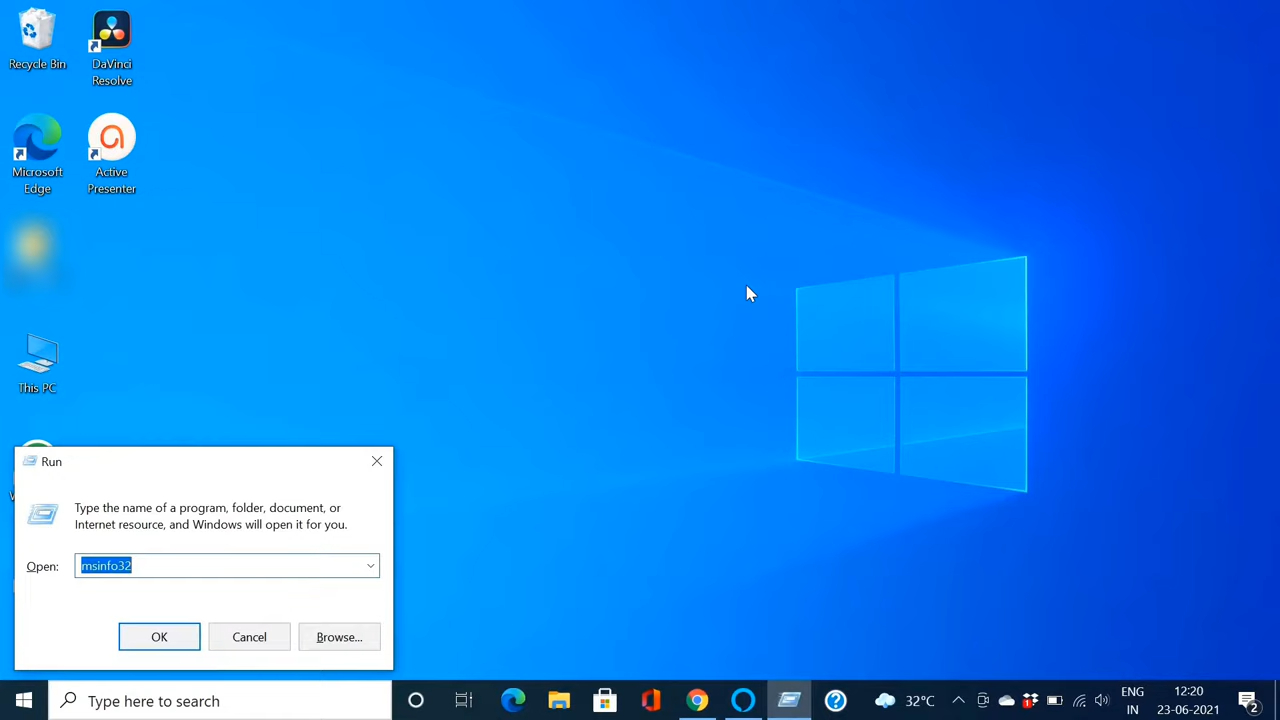 Recycle Bin
DaVinci
Resolve
Microsoft
Edge
Active
Presenter
This PC
Run
Type the name of a program, folder, document, or
Internet resource, and Windows will open it for you.
Open:
msinfo32
OK
Cancel
Browse...
Type here to search
32°C
ENG
IN
12:20
23-06-2021
2